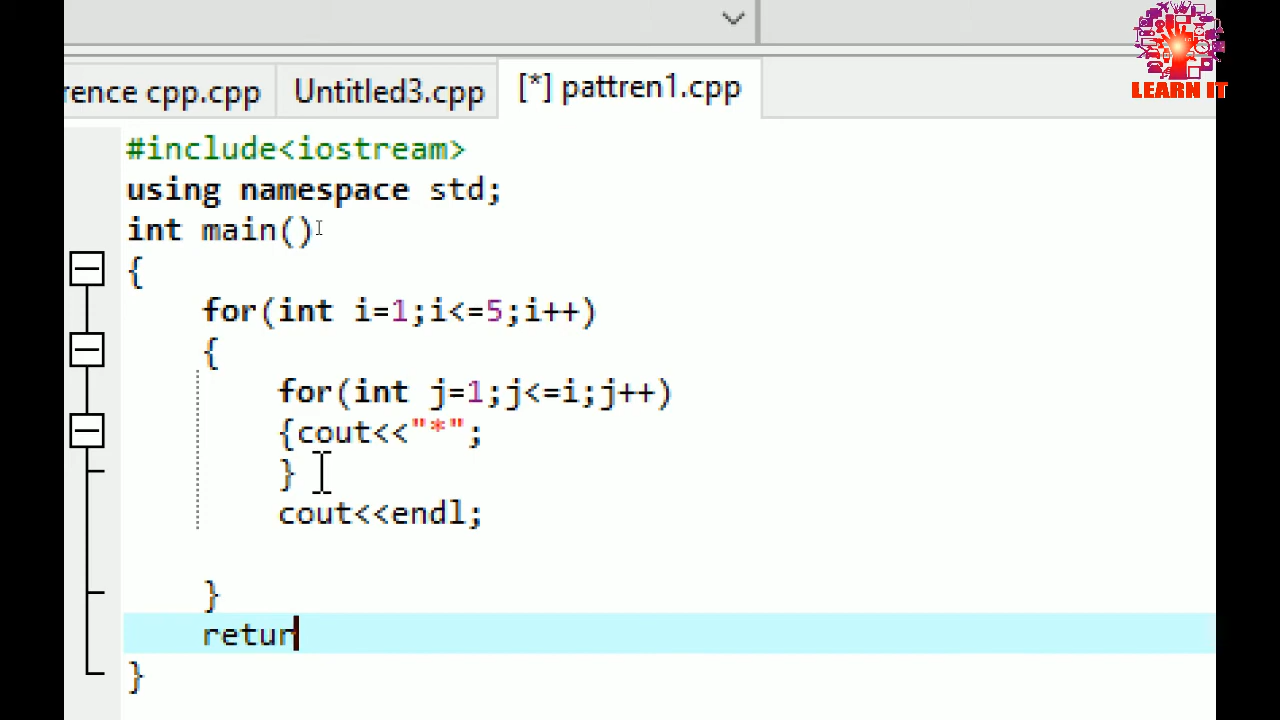 rence cpp.cpp Untitled3.cpp [*] pattren1.cpp
LEARN IT
#include<iostream>
using namespace std;
int main()
{
    for(int i=1;i<=5;i++)
    {
        for(int j=1;j<=i;j++)
        {cout<<"*";
        }
        cout<<endl;
    }
    retur
}